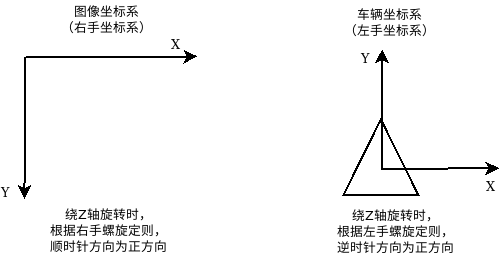 图像坐标系
（右手坐标系）
X
Y
绕Z轴旋转时，
根据右手螺旋定则，
顺时针方向为正方向
车辆坐标系
（左手坐标系）
Y
X
绕Z轴旋转时，
根据左手螺旋定则，
逆时针方向为正方向